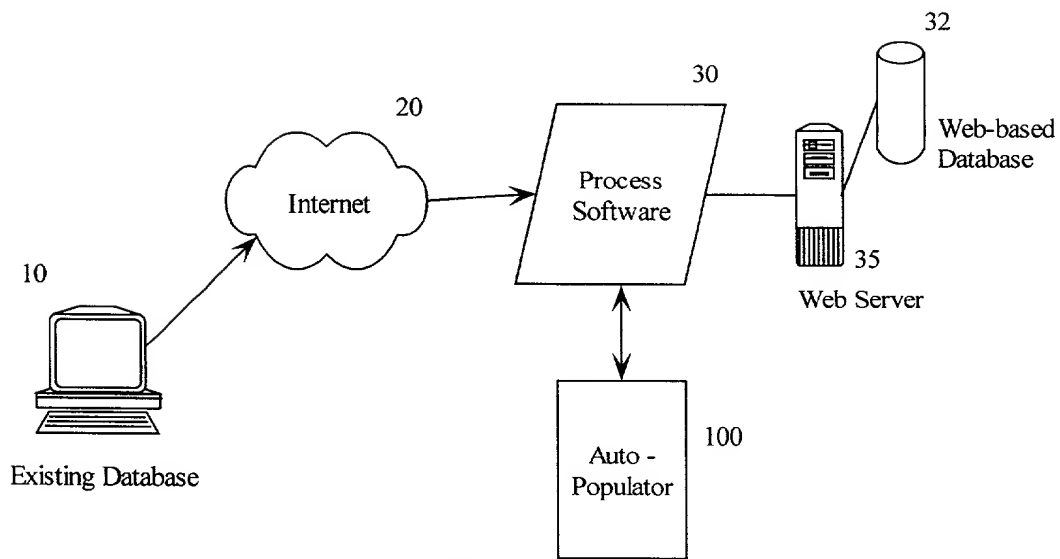 32
30
20
Web-based
Database
Process
Software
Internet
10
35
Web Server
100
Auto -
Populator
Existing Database